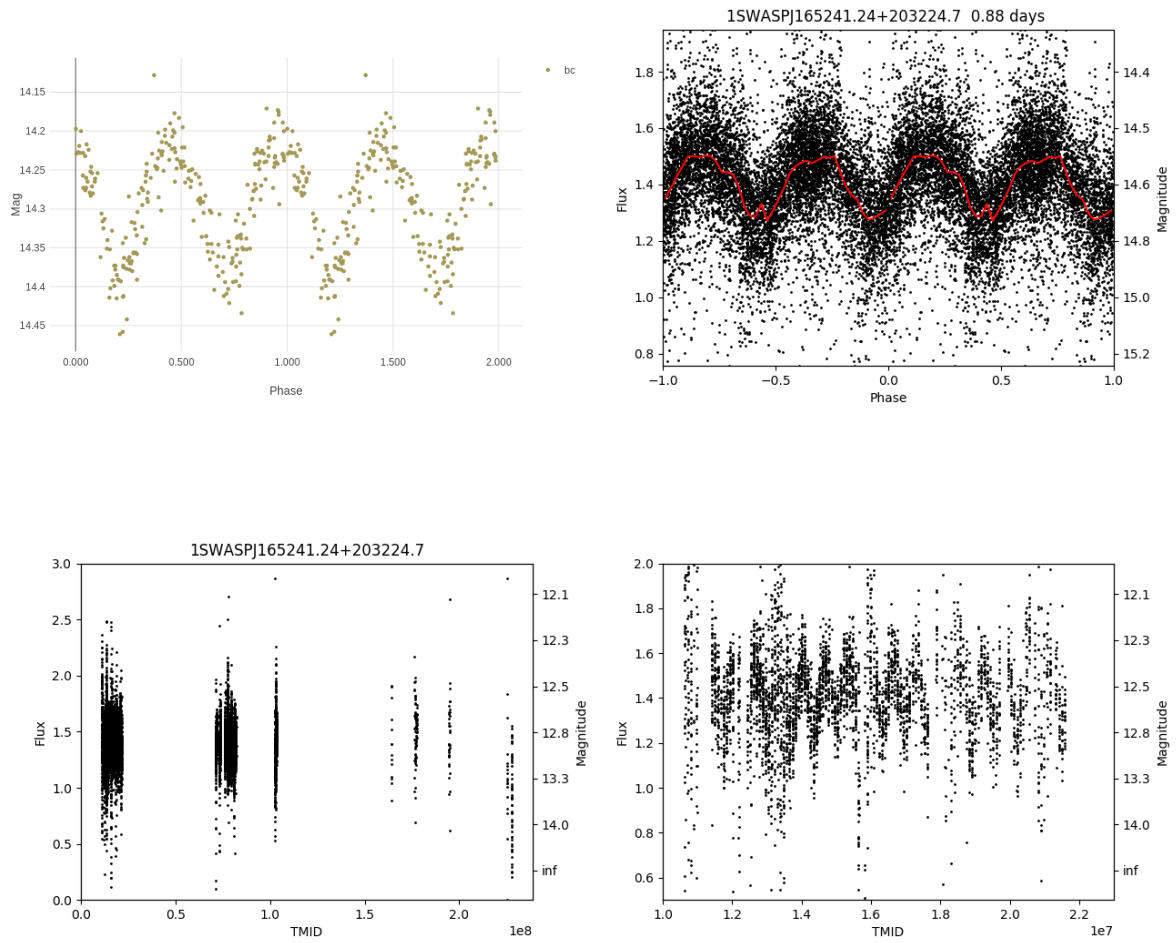 bc
14.15
14.2
14.25
14.3
14.35
14.4
14.45
Mag
0.000 0.500 1.000 1.500 2.000
Phase
1SWASPJ165241.24+203224.7 0.88 days
1.8
1.6
1.4
1.2
1.0
0.8
Flux
14.4
14.5
14.6
14.8
15.0
15.2
Magnitude
−1.0 −0.5 0.0 0.5 1.0
Phase
1SWASPJ165241.24+203224.7
3.0
2.5
2.0
1.5
1.0
0.5
0.0
Flux
12.1
12.3
12.5
12.8
13.3
14.0
inf
Magnitude
0.0 0.5 1.0 1.5 2.0
1e8
TMID
2.0
1.8
1.6
1.4
1.2
1.0
0.8
0.6
Flux
12.1
12.3
12.5
12.8
13.3
14.0
inf
Magnitude
1.0 1.2 1.4 1.6 1.8 2.0 2.2
1e7
TMID